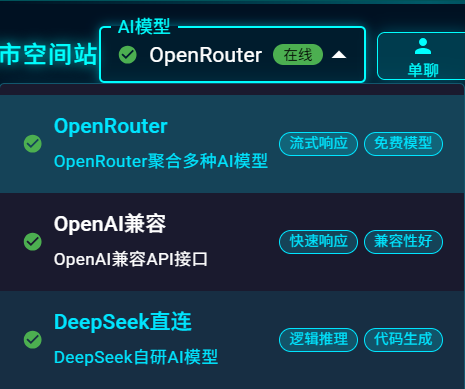 AI模型
市空间站
OpenRouter 在线
单聊
OpenRouter
OpenRouter聚合多种AI模型
流式响应 免费模型
OpenAI兼容
OpenAI兼容API接口
快速响应 兼容性好
DeepSeek直连
DeepSeek自研AI模型
逻辑推理 代码生成